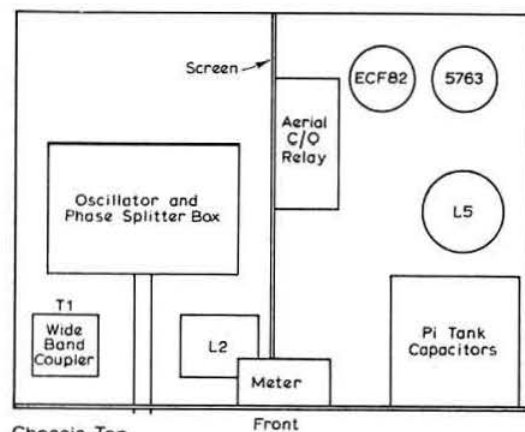 Screen
ECF82
5763
Aerial
C/O
Relay
Oscillator and
Phase Splitter Box
L5
T1
Wide
Band
Coupler
L2
Pi Tank
Capacitors
Meter
Front
Chassis Top